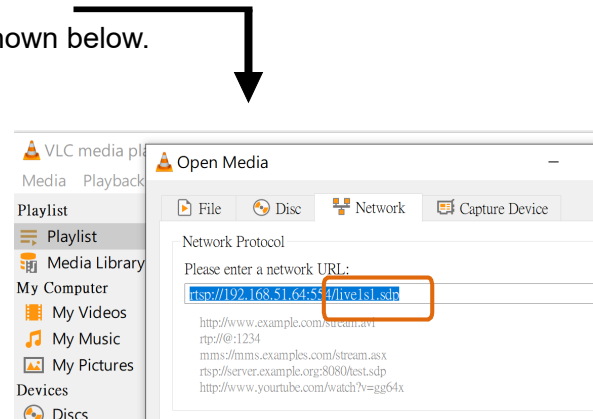 nown below.
VLC media pla
Open Media
Media Playback
File Disc Network Capture Device
Playlist
Playlist
Media Library
My Computer
My Videos
My Music
My Pictures
Devices
Discs
Network Protocol
Please enter a network URL:
rtsp://192.168.51.64:554/live1s1.sdp
http://www.example.com/stream.avi
rtp://@:1234
mms://mms.examples.com/stream.asx
rtsp://server.example.org:8080/test.sdp
http://www.yourtube.com/watch?v=gg64x